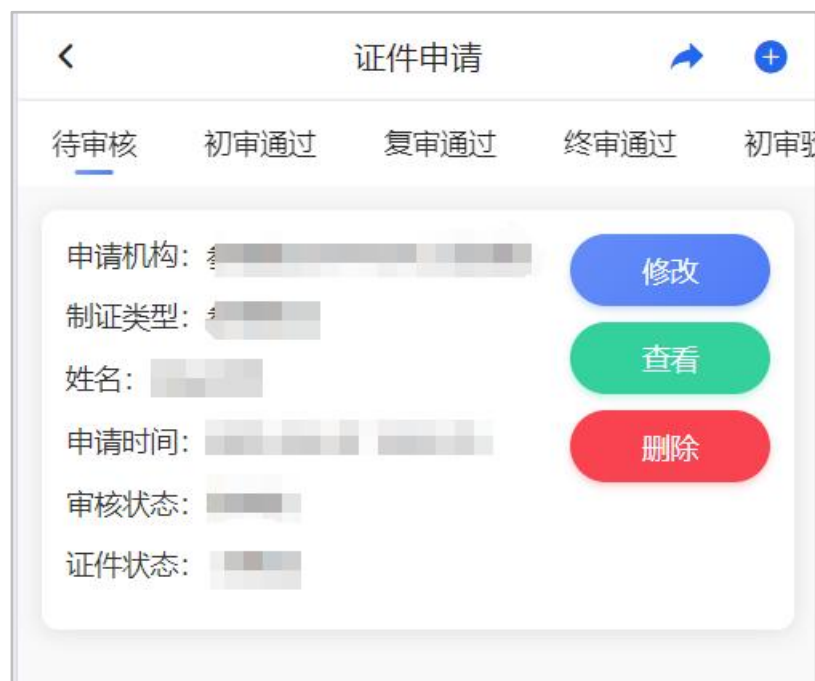 证件申请
待审核 初审通过 复审通过 终审通过 初审
申请机构：
修改
制证类型：
查看
姓名：
申请时间：
删除
审核状态：
证件状态：